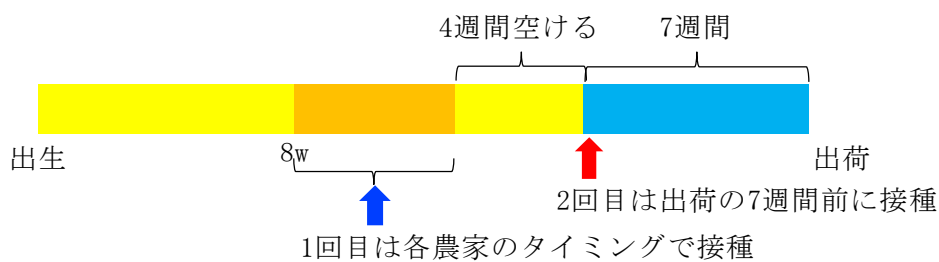 4週間空ける
7週間
出生
8w
出荷
2回目は出荷の7週間前に接種
1回目は各農家のタイミングで接種